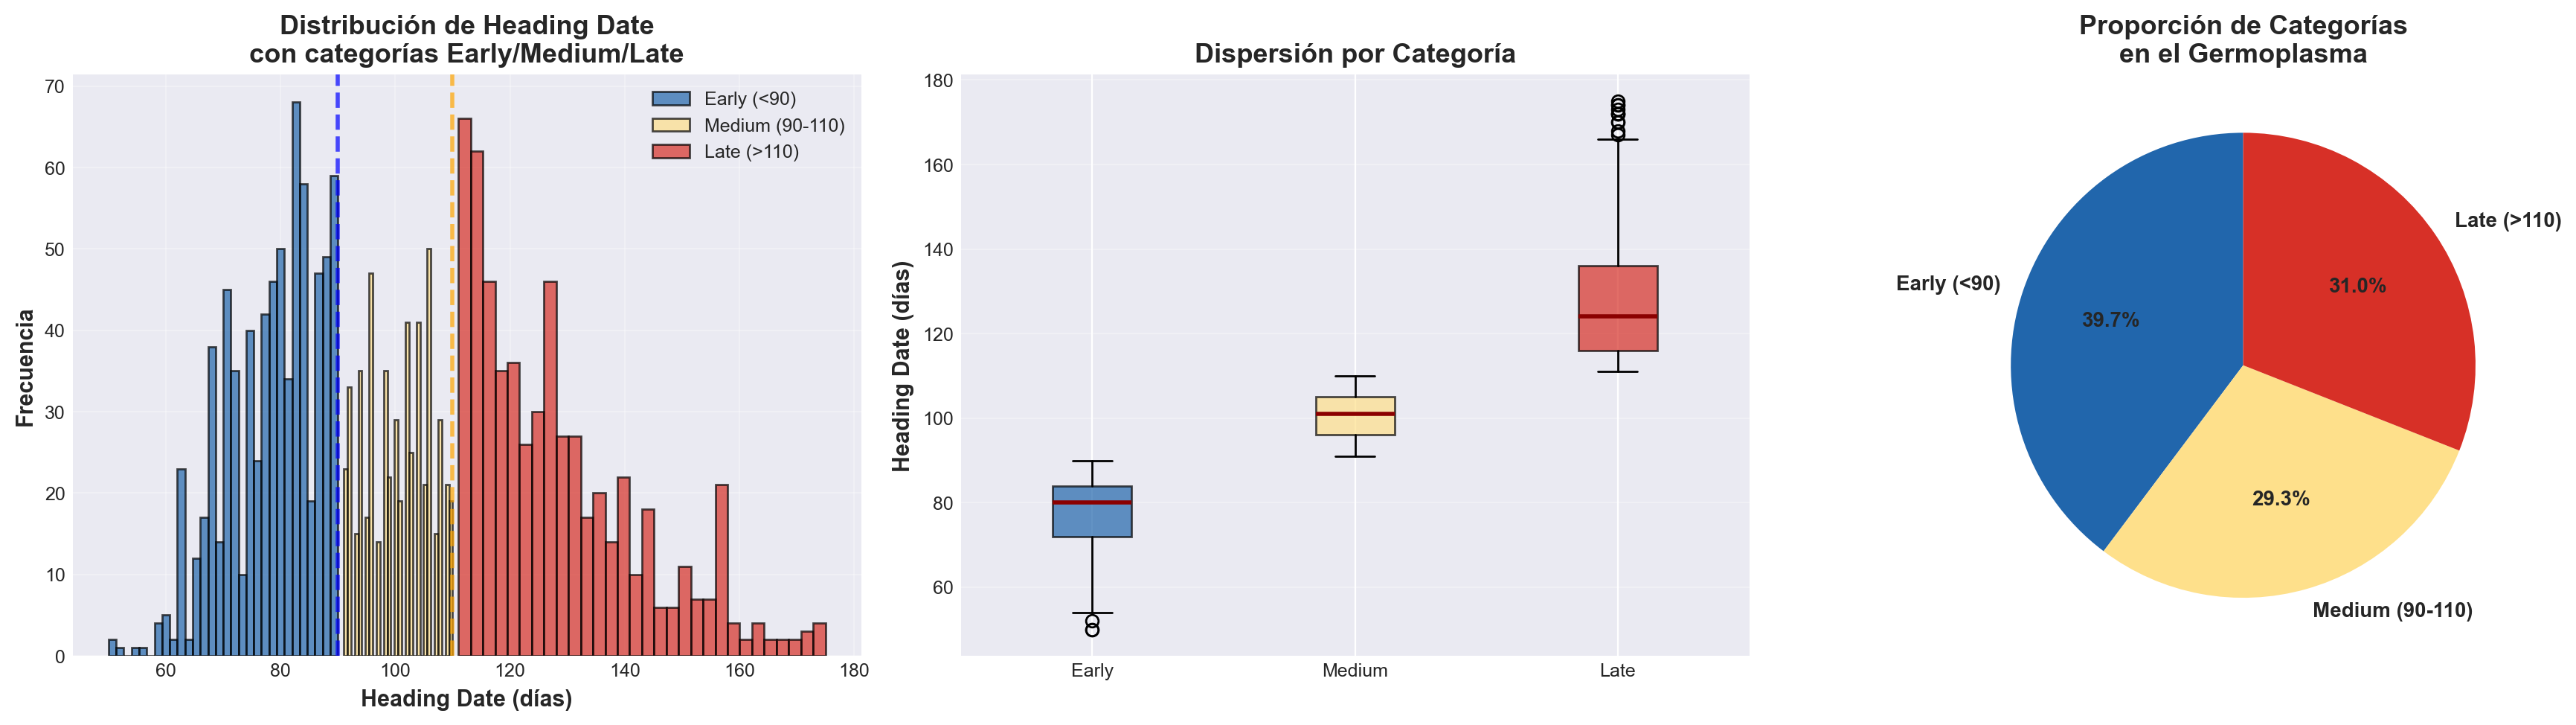 Distribución de Heading Date
con categorías Early/Medium/Late
70
60
50
40
30
20
10
0
Frecuencia
Early (<90)
Medium (90-110)
Late (>110)
60
80
100
120
140
160
180
Heading Date (días)
Dispersión por Categoría
180
160
140
120
100
80
60
Heading Date (días)
Early
Medium
Late
Proporción de Categorías
en el Germoplasma
Late (>110)
Early (<90)
31.0%
39.7%
29.3%
Medium (90-110)